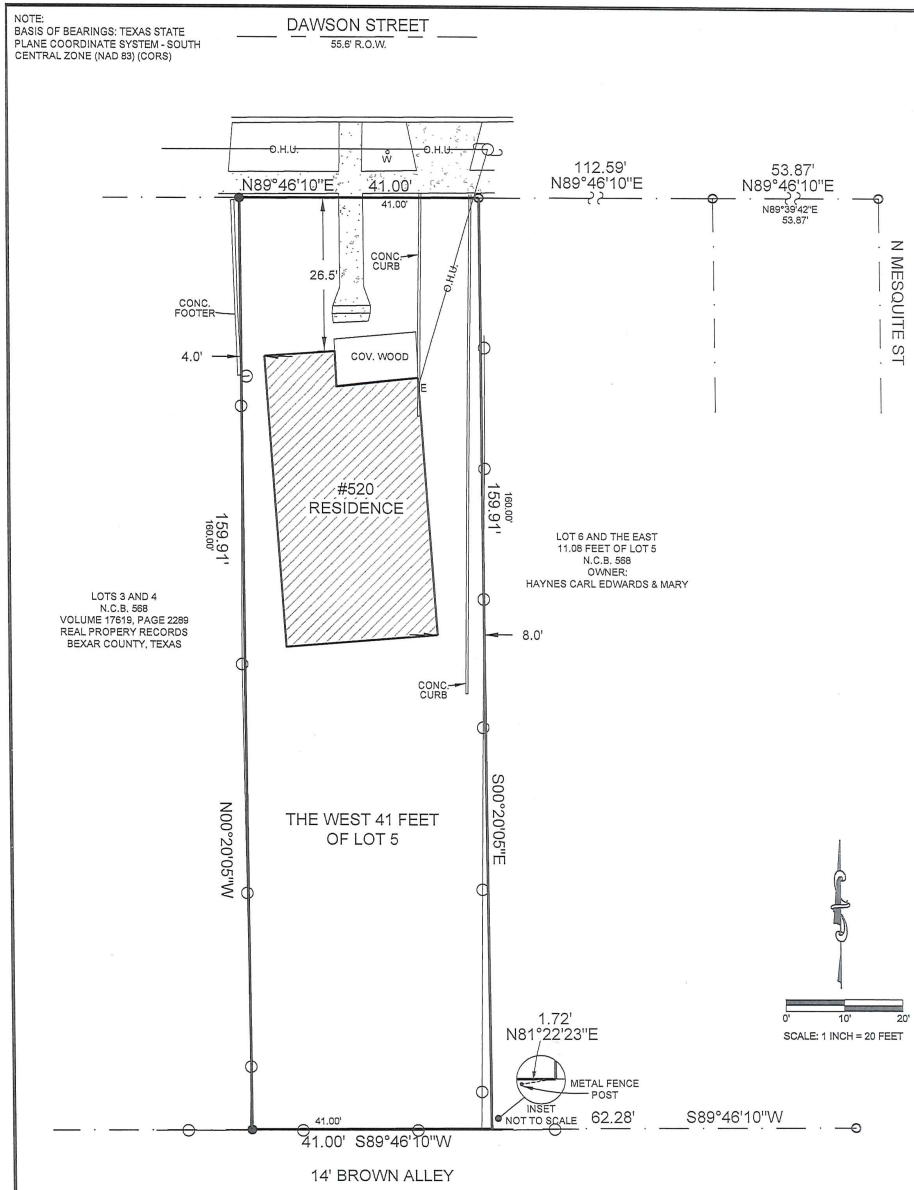 NOTE:
BASIS OF BEARINGS: TEXAS STATE
PLANE COORDINATE SYSTEM - SOUTH
CENTRAL ZONE (NAD 83) (CORS)
DAWSON STREET
55.6' R.O.W.
O.H.U.
W
O.H.U.
N89°46'10"E 41.00'
41.00'
112.59'
N89°46'10"E
53.87'
N89°46'10"E
N89°39'42"E
53.87'
N MESQUITE ST
26.5'
CONC.
CURB
O.H.U.
CONC.
FOOTER
4.0'
COV. WOOD
E
#520
RESIDENCE
159.91'
160.00'
160.00'
159.91'
LOT 6 AND THE EAST
11.08 FEET OF LOT 5
N.C.B. 568
OWNER:
HAYNES CARL EDWARDS & MARY
LOTS 3 AND 4
N.C.B. 568
VOLUME 17619, PAGE 2289
REAL PROPERY RECORDS
BEXAR COUNTY, TEXAS
8.0'
CONC.
CURB
N00°20'05"W
THE WEST 41 FEET
OF LOT 5
S00°20'05"E
0' 10' 20'
SCALE: 1 INCH = 20 FEET
1.72'
N81°22'23"E
METAL FENCE
POST
INSET
NOT TO SCALE
41.00'
41.00' S89°46'10"W
62.28' S89°46'10"W
14' BROWN ALLEY